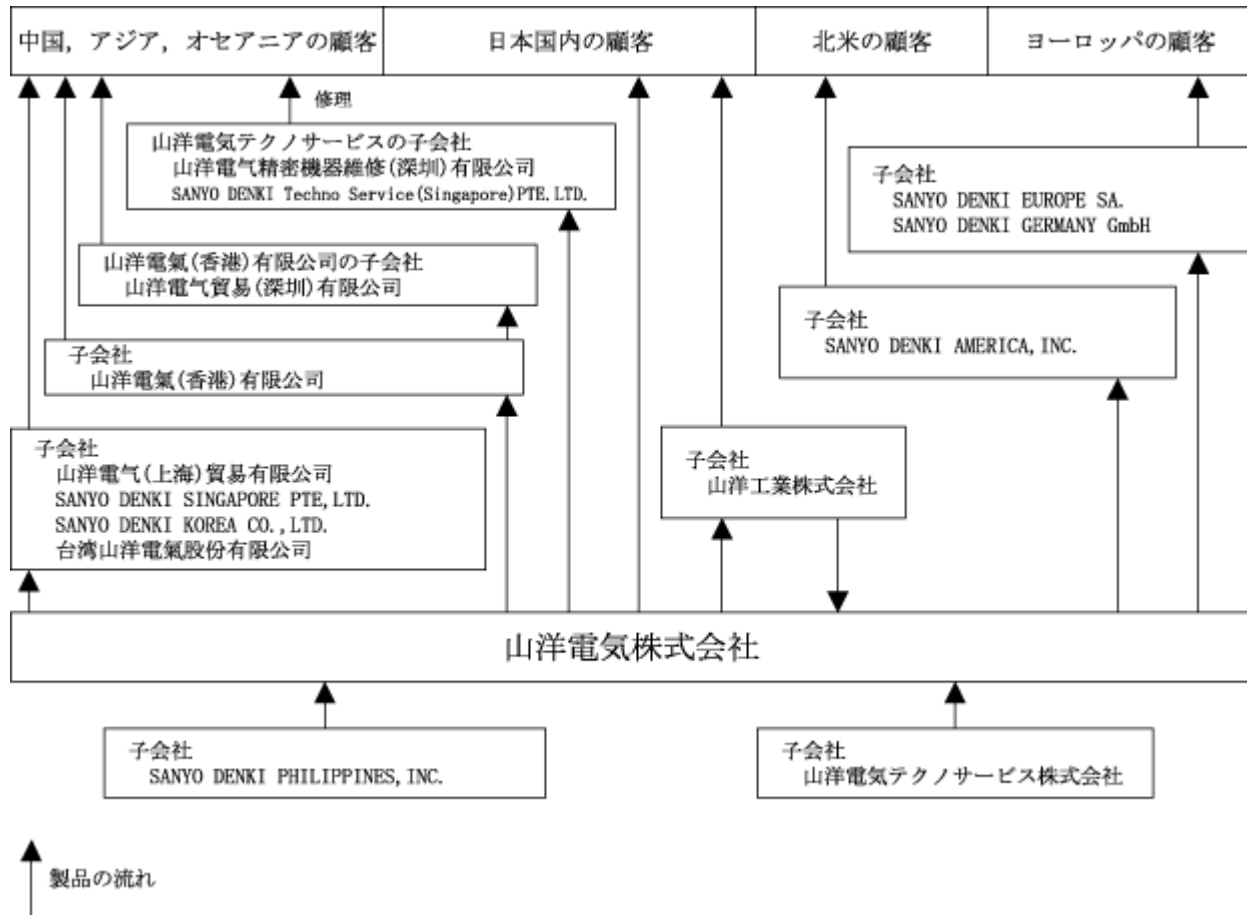 中国，アジア，オセアニアの顧客
日本国内の顧客
北米の顧客
ヨーロッパの顧客
修理
山洋電気テクノサービスの子会社
山洋电气精密機器維修(深圳)有限公司
SANYO DENKI Techno Service(Singapore)PTE.LTD.
子会社
SANYO DENKI EUROPE SA.
SANYO DENKI GERMANY GmbH
山洋電氣(香港)有限公司の子会社
山洋电气貿易(深圳)有限公司
子会社
SANYO DENKI AMERICA,INC.
子会社
山洋電氣(香港)有限公司
子会社
山洋电气(上海)貿易有限公司
SANYO DENKI SINGAPORE PTE,LTD.
SANYO DENKI KOREA CO.,LTD.
台湾山洋電氣股份有限公司
子会社
山洋工業株式会社
山洋電気株式会社
子会社
SANYO DENKI PHILIPPINES,INC.
子会社
山洋電気テクノサービス株式会社
製品の流れ